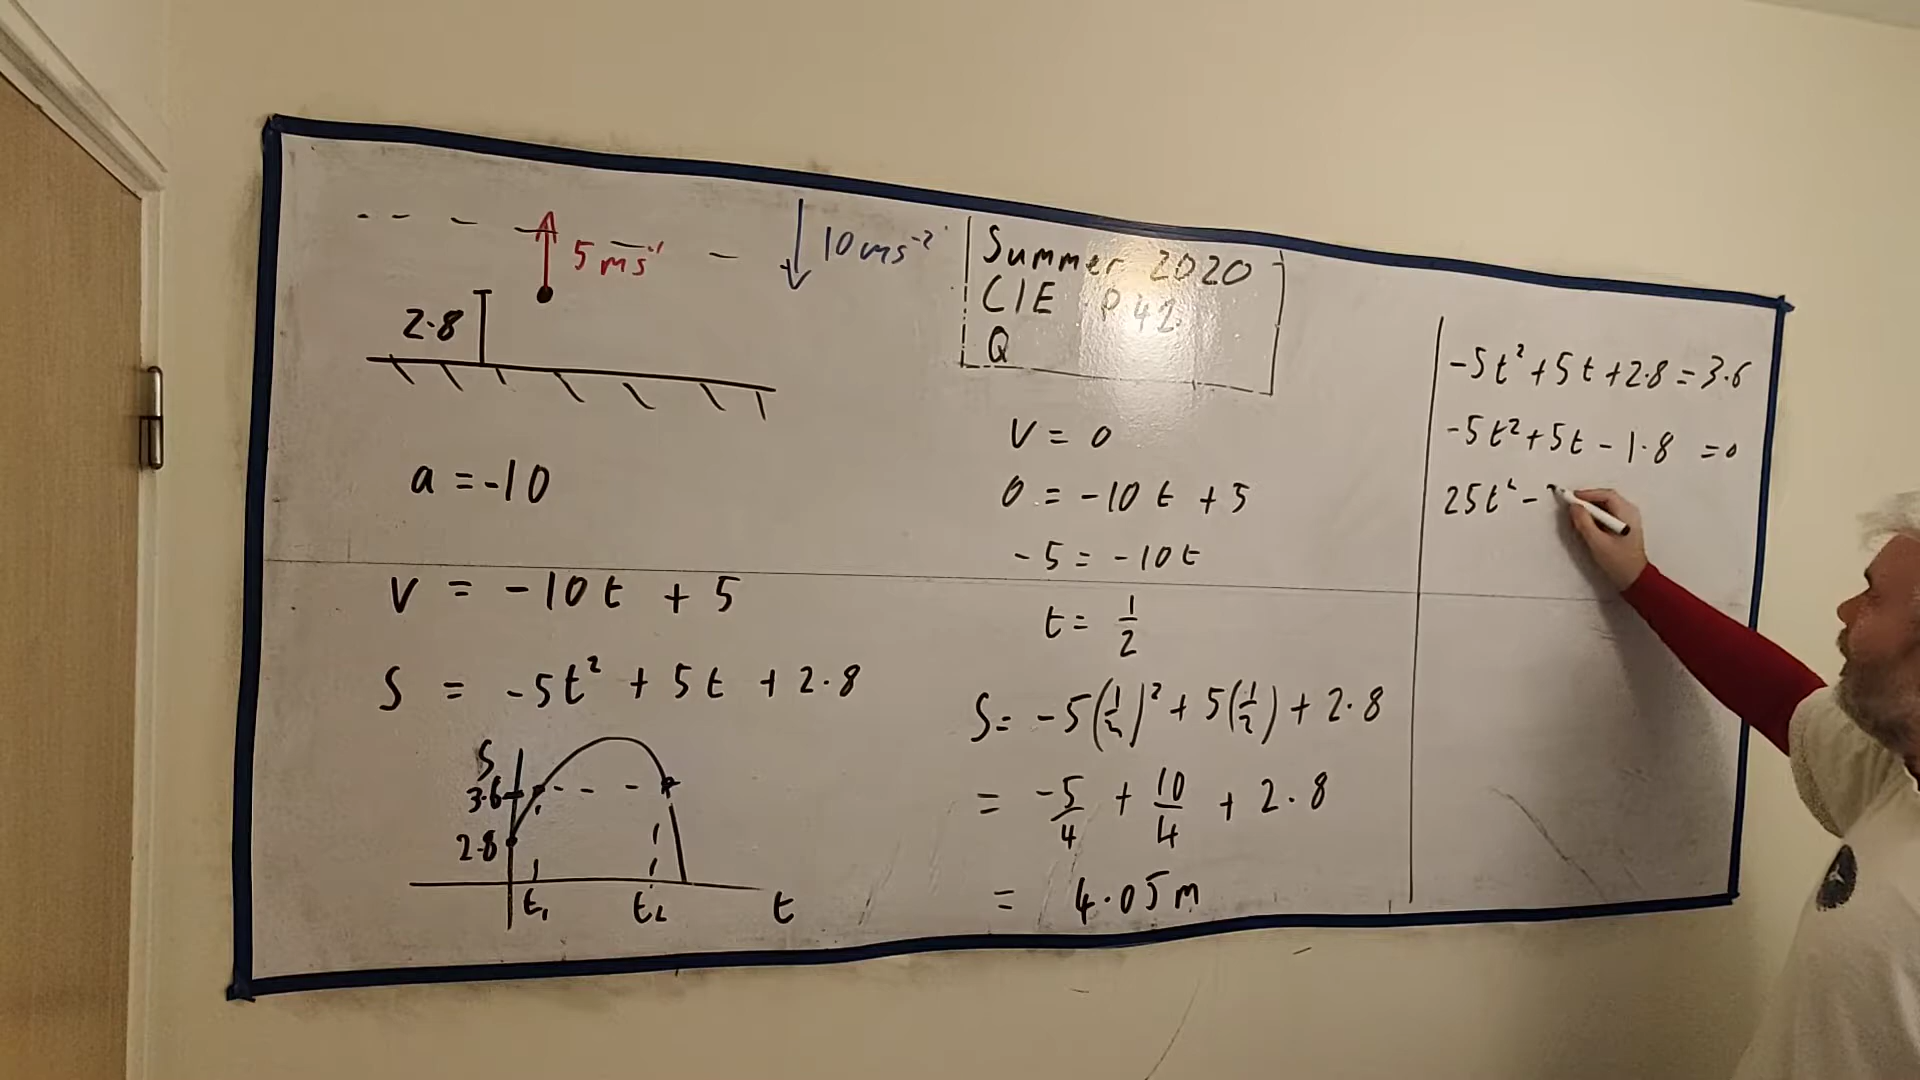 5 ms⁻¹
10ms⁻²
2.8
a = -10
V = -10t + 5
S = -5t² + 5t + 2.8
S
3.6
2.8
t₁ t₂ t
Summer 2020
CIE P42
Q
V = 0
0 = -10t + 5
-5 = -10t
t = 1/2
S = -5(1/2)² + 5(1/2) + 2.8
= -5/4 + 10/4 + 2.8
= 4.05m
-5t² + 5t + 2.8 = 3.6
-5t² + 5t - 1.8 = 0
25t² -